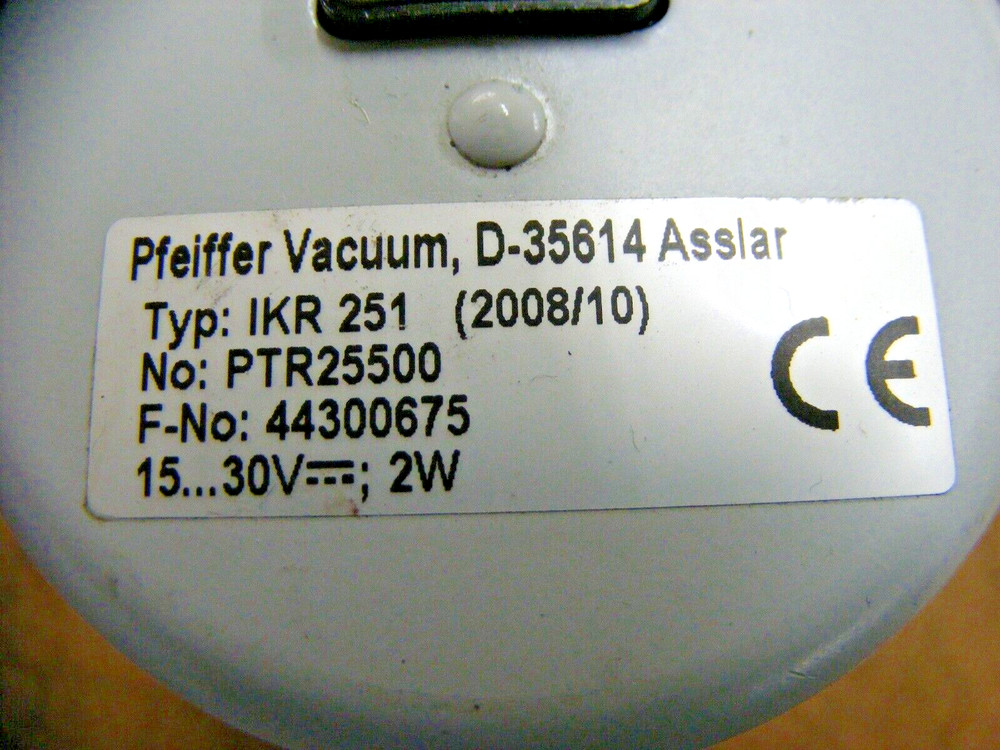 Pfeiffer Vacuum, D-35614 Asslar
Typ: IKR 251 (2008/10)
No: PTR25500
F-No: 44300675
15...30V⎓; 2W
CE